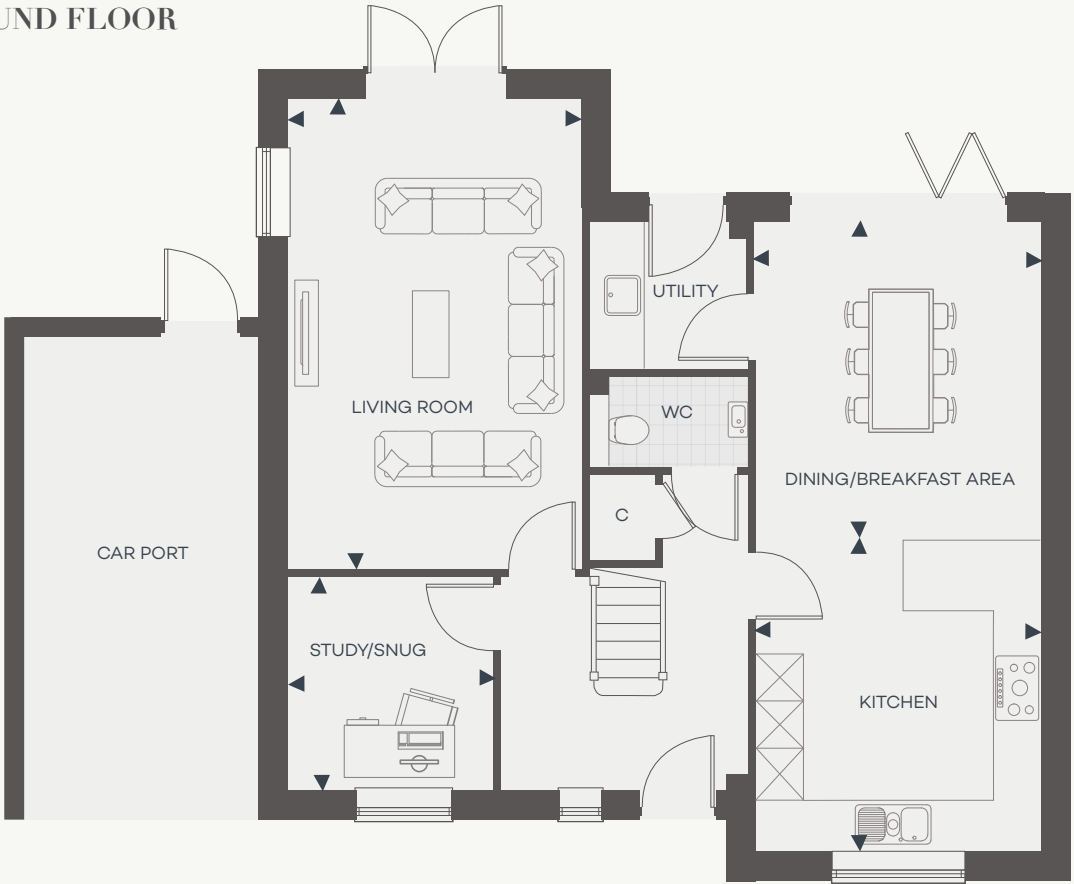 UND FLOOR
UTILITY
LIVING ROOM
WC
DINING/BREAKFAST AREA
C
CAR PORT
STUDY/SNUG
KITCHEN